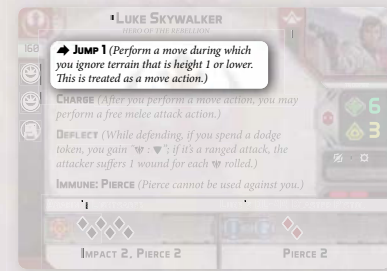 Luke Skywalker
Hero of the Rebellion
160
Jump 1 (Perform a move during which
you ignore terrain that is height 1 or lower.
This is treated as a move action.)
Charge (After you perform a move action, you may
perform a free melee attack action.)
Deflect (While defending, if you spend a dodge
token, you gain " : "; if it's a ranged attack, the
attacker suffers 1 wound for each rolled.)
Immune: Pierce (Pierce cannot be used against you.)
6
3
Impact 2, Pierce 2
Pierce 2